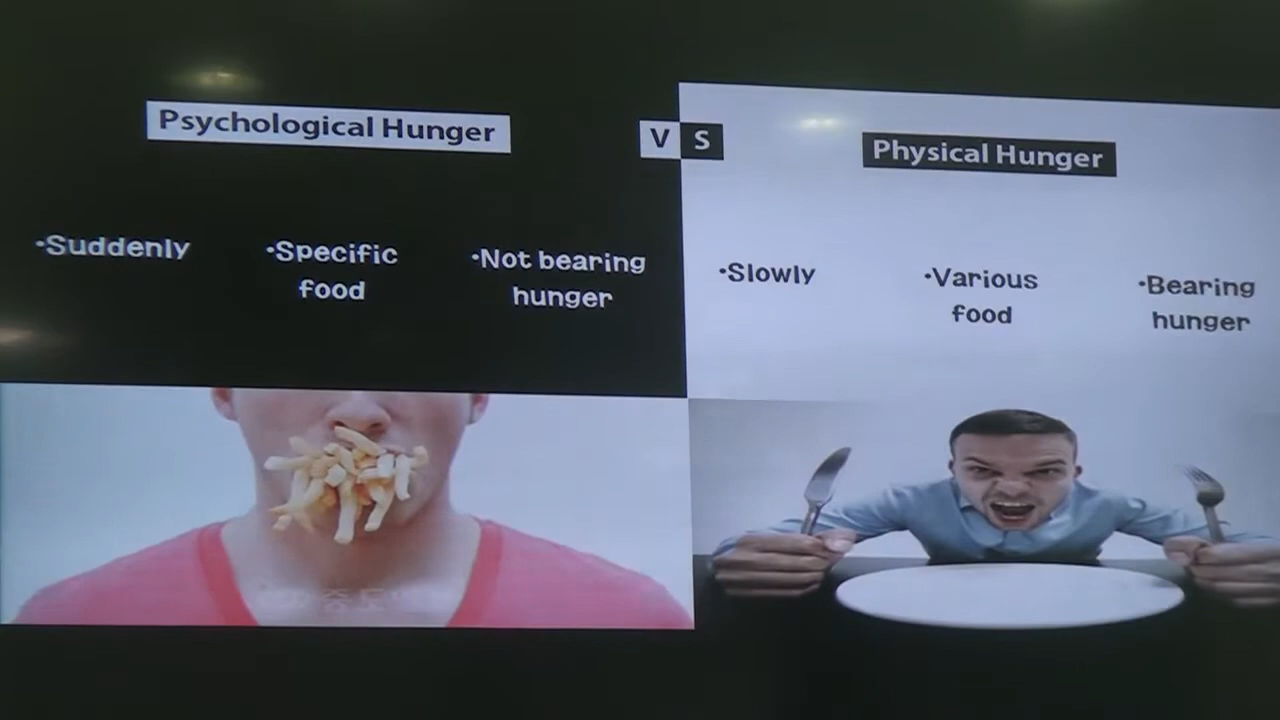 Psychological Hunger
V S
Physical Hunger
•Suddenly
•Specific
food
•Not bearing
hunger
•Slowly
•Various
food
•Bearing
hunger